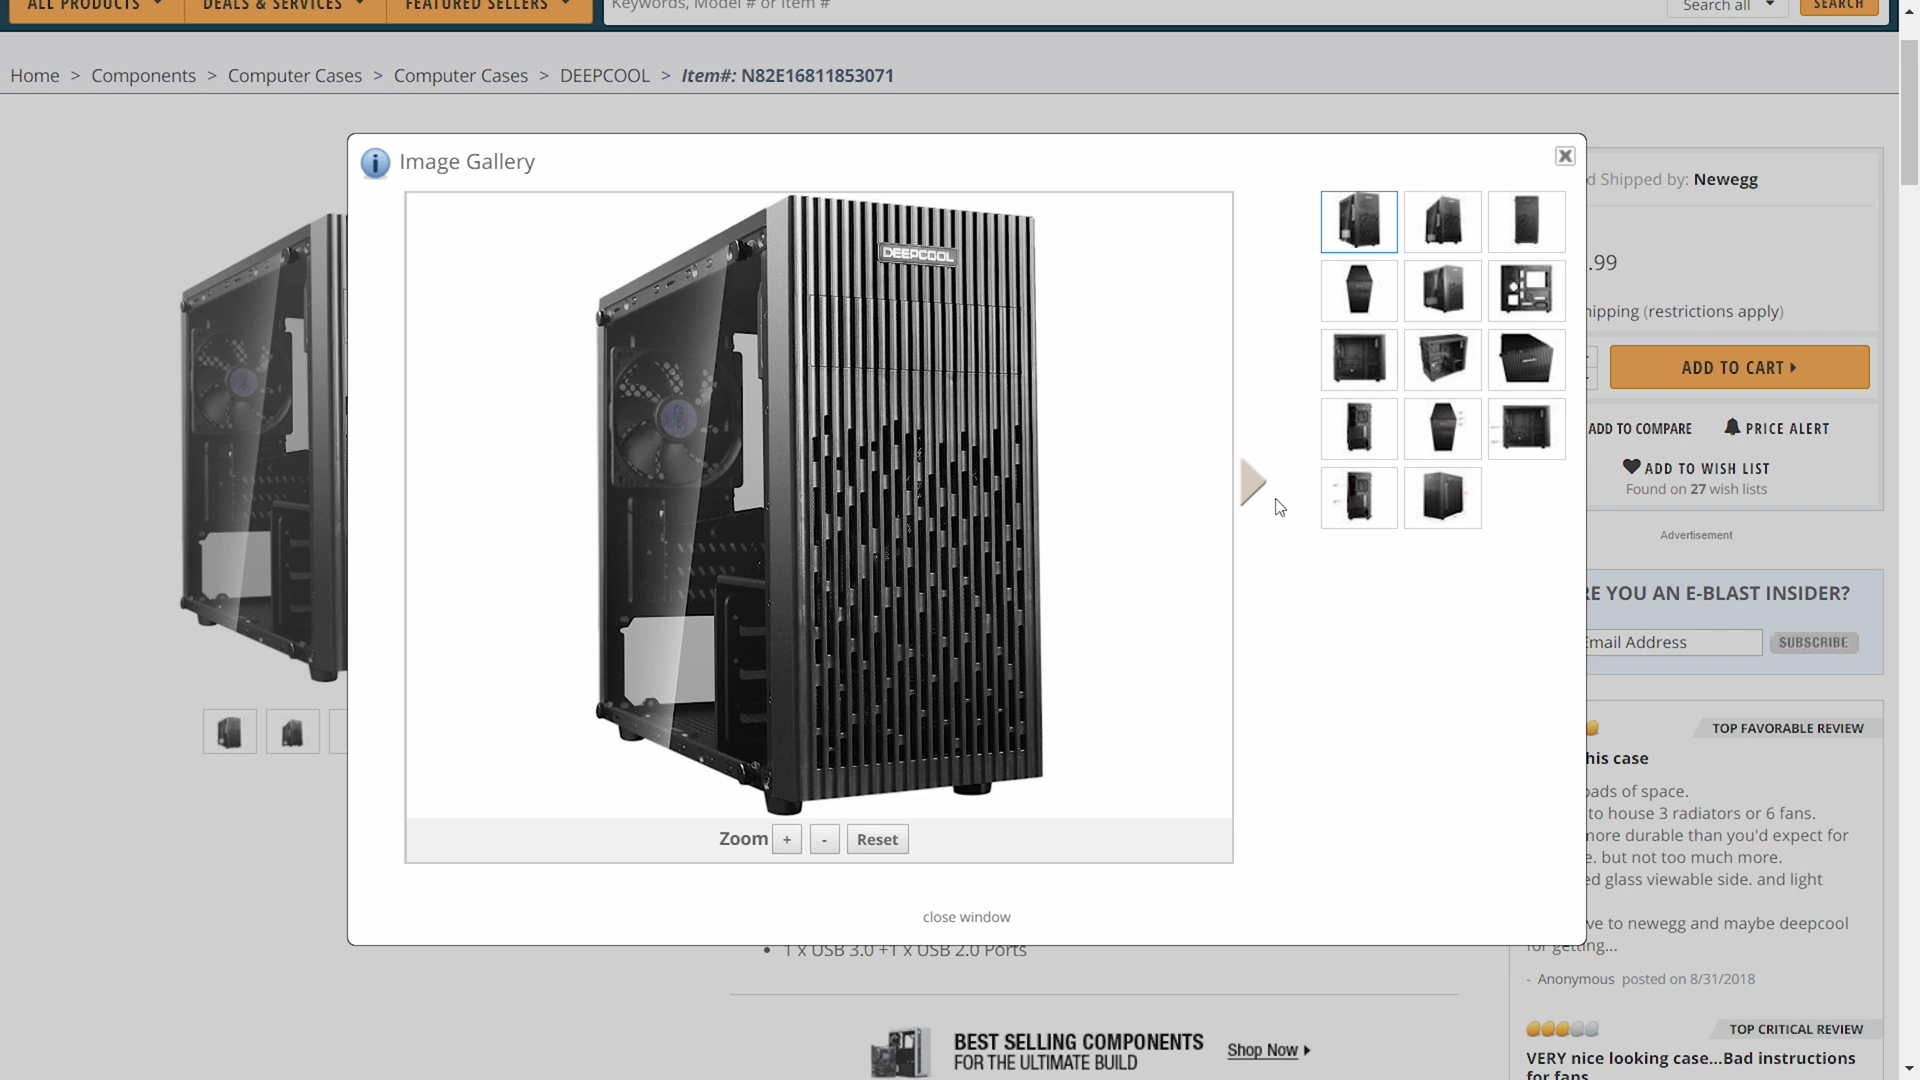 ALL PRODUCTS
DEALS & SERVICES
FEATURED SELLERS
Keywords, Model # or Item #
Search all
SEARCH
Home > Components > Computer Cases > Computer Cases > DEEPCOOL > Item#: N82E16811853071
Image Gallery
DEEPCOOL
Zoom + - Reset
close window
d Shipped by: Newegg
.99
hipping (restrictions apply)
ADD TO CART
ADD TO COMPARE
PRICE ALERT
ADD TO WISH LIST
Found on 27 wish lists
Advertisement
RE YOU AN E-BLAST INSIDER?
Email Address
SUBSCRIBE
TOP FAVORABLE REVIEW
his case
oads of space.
to house 3 radiators or 6 fans.
more durable than you'd expect for
e. but not too much more.
ed glass viewable side. and light
ve to newegg and maybe deepcool
for getting...
- Anonymous posted on 8/31/2018
TOP CRITICAL REVIEW
VERY nice looking case...Bad instructions
for fans
• 1 x USB 3.0 +1 x USB 2.0 Ports
BEST SELLING COMPONENTS
FOR THE ULTIMATE BUILD
Shop Now